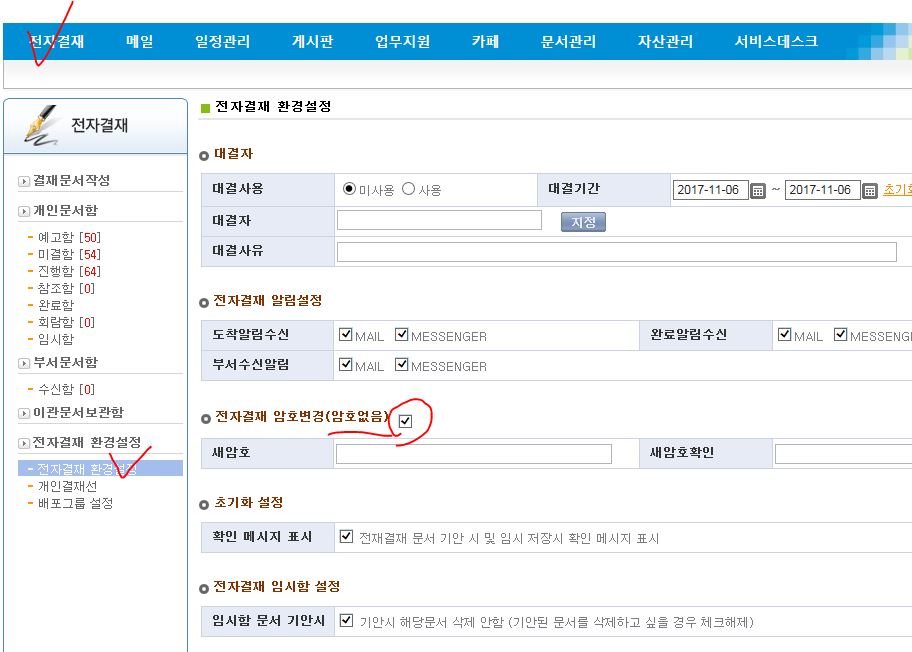 전자결재 메일 일정관리 게시판 업무지원 카페 문서관리 자산관리 서비스데스크
전자결재
결재문서작성
개인문서함
- 예고함 [50]
- 미결함 [54]
- 진행함 [64]
- 참조함 [0]
- 완료함
- 회람함 [0]
- 임시함
부서문서함
- 수신함 [0]
이관문서보관함
전자결재 환경설정
- 전자결재 환경설정
- 개인결재선
- 배포그룹 설정
전자결재 환경설정
대결자
대결사용 미사용 사용 대결기간 2017-11-06 ~ 2017-11-06 초기화
대결자 지정
대결사유
전자결재 알림설정
도착알림수신 MAIL MESSENGER 완료알림수신 MAIL MESSENG
부서수신알림 MAIL MESSENGER
전자결재 암호변경(암호없음)
새암호 새암호확인
초기화 설정
확인 메시지 표시 전재결재 문서 기안 시 및 임시 저장시 확인 메시지 표시
전자결재 임시함 설정
임시함 문서 기안시 기안시 해당문서 삭제 안함 (기안된 문서를 삭제하고 싶을 경우 체크해제)